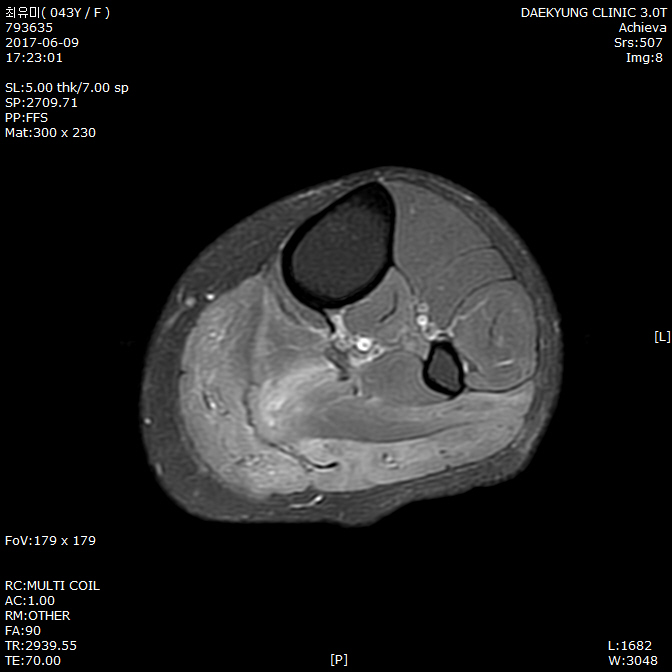 최유미( 043Y / F )
793635
2017-06-09
17:23:01
SL:5.00 thk/7.00 sp
SP:2709.71
PP:FFS
Mat:300 x 230
DAEKYUNG CLINIC 3.0T
Achieva
Srs:507
Img:8
[L]
FoV:179 x 179
RC:MULTI COIL
AC:1.00
RM:OTHER
FA:90
TR:2939.55
TE:70.00
[P]
L:1682
W:3048